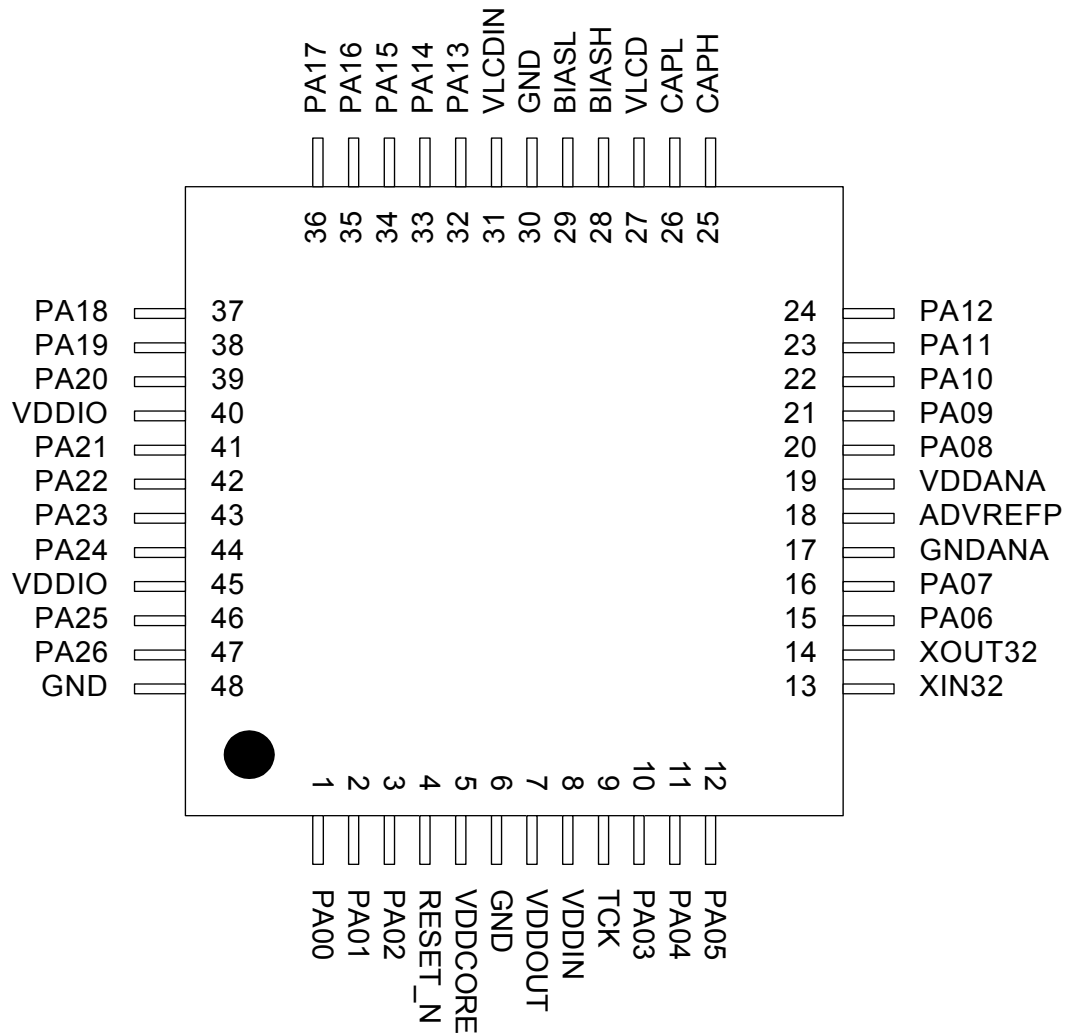 PA17
PA16
PA15
PA14
PA13
VLCDIN
GND
BIASL
BIASH
VLCD
CAPL
CAPH
36
35
34
33
32
31
30
29
28
27
26
25
PA18 37
PA19 38
PA20 39
VDDIO 40
PA21 41
PA22 42
PA23 43
PA24 44
VDDIO 45
PA25 46
PA26 47
GND 48
24 PA12
23 PA11
22 PA10
21 PA09
20 PA08
19 VDDANA
18 ADVREFP
17 GNDANA
16 PA07
15 PA06
14 XOUT32
13 XIN32
1
2
3
4
5
6
7
8
9
10
11
12
PA00
PA01
PA02
RESET_N
VDDCORE
GND
VDDOUT
VDDIN
TCK
PA03
PA04
PA05